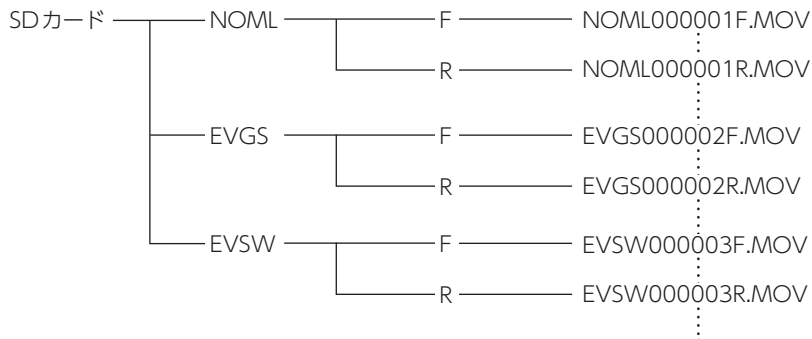 SDカード NOML F NOML000001F.MOV
R NOML000001R.MOV
EVGS F EVGS000002F.MOV
R EVGS000002R.MOV
EVSW F EVSW000003F.MOV
R EVSW000003R.MOV